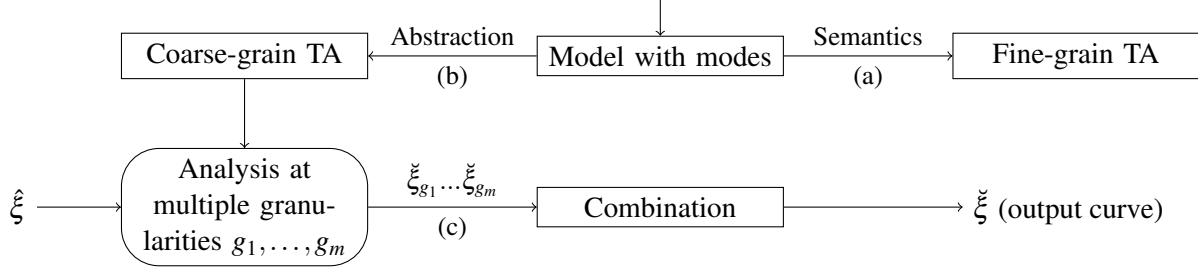 Coarse-grain TA
Abstraction
(b)
Model with modes
Semantics
(a)
Fine-grain TA
ξ̂
Analysis at
multiple granu-
larities g₁,...,gₘ
ξ̆g₁...ξ̆gₘ
(c)
Combination
ξ̆ (output curve)